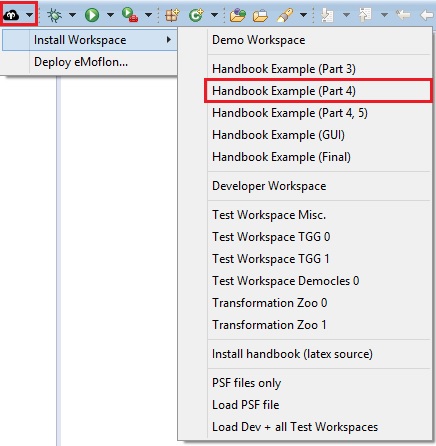 Install Workspace
Deploy eMoflon...
Demo Workspace
Handbook Example (Part 3)
Handbook Example (Part 4)
Handbook Example (Part 4, 5)
Handbook Example (GUI)
Handbook Example (Final)
Developer Workspace
Test Workspace Misc.
Test Workspace TGG 0
Test Workspace TGG 1
Test Workspace Democles 0
Transformation Zoo 0
Transformation Zoo 1
Install handbook (latex source)
PSF files only
Load PSF file
Load Dev + all Test Workspaces